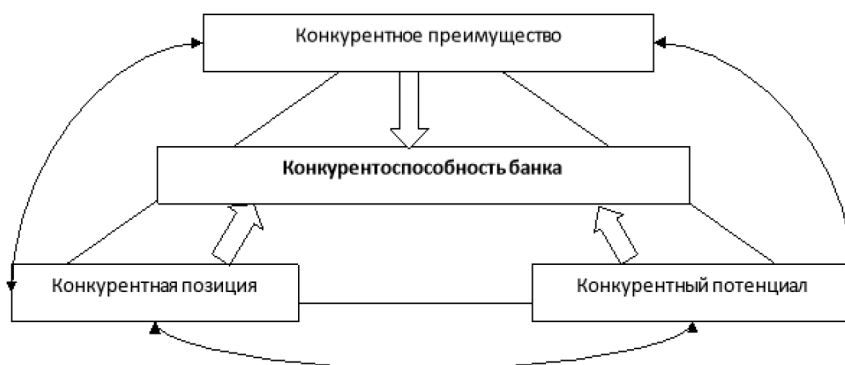 Конкурентное преимущество
Конкурентоспособность банка
Конкурентная позиция
Конкурентный потенциал